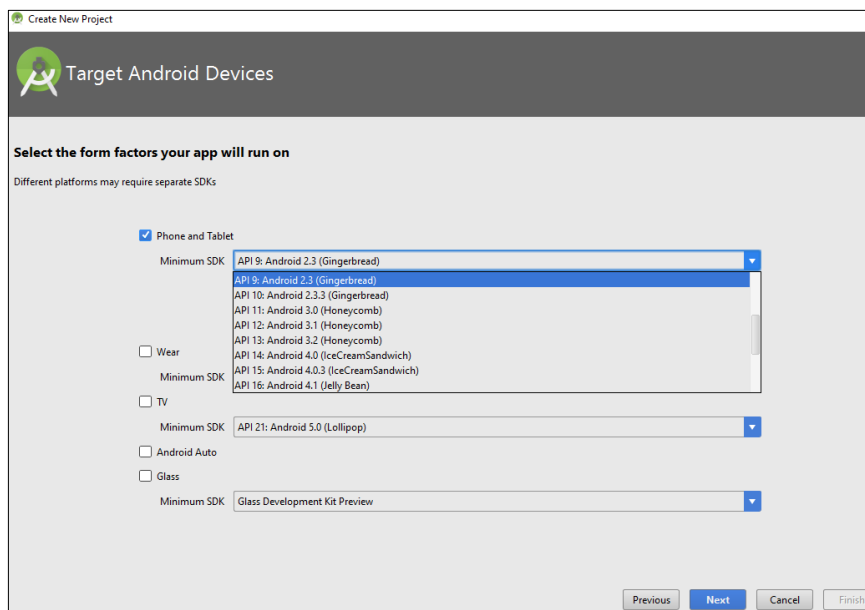 Create New Project
Target Android Devices
Select the form factors your app will run on
Different platforms may require separate SDKs
Phone and Tablet
Minimum SDK API 9: Android 2.3 (Gingerbread)
API 9: Android 2.3 (Gingerbread)
API 10: Android 2.3.3 (Gingerbread)
API 11: Android 3.0 (Honeycomb)
API 12: Android 3.1 (Honeycomb)
API 13: Android 3.2 (Honeycomb)
Wear
API 14: Android 4.0 (IceCreamSandwich)
API 15: Android 4.0.3 (IceCreamSandwich)
Minimum SDK
API 16: Android 4.1 (Jelly Bean)
TV
Minimum SDK API 21: Android 5.0 (Lollipop)
Android Auto
Glass
Minimum SDK Glass Development Kit Preview
Previous Next Cancel Finish